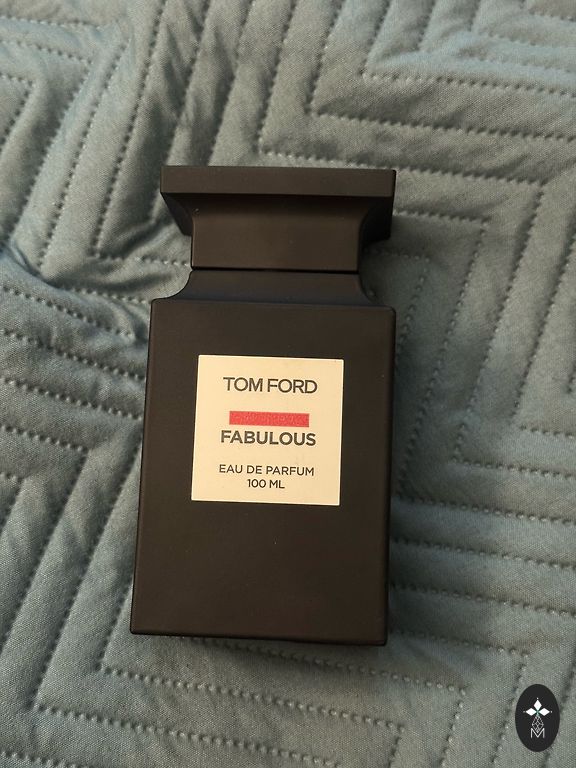 TOM FORD
FABULOUS
EAU DE PARFUM
100 ML